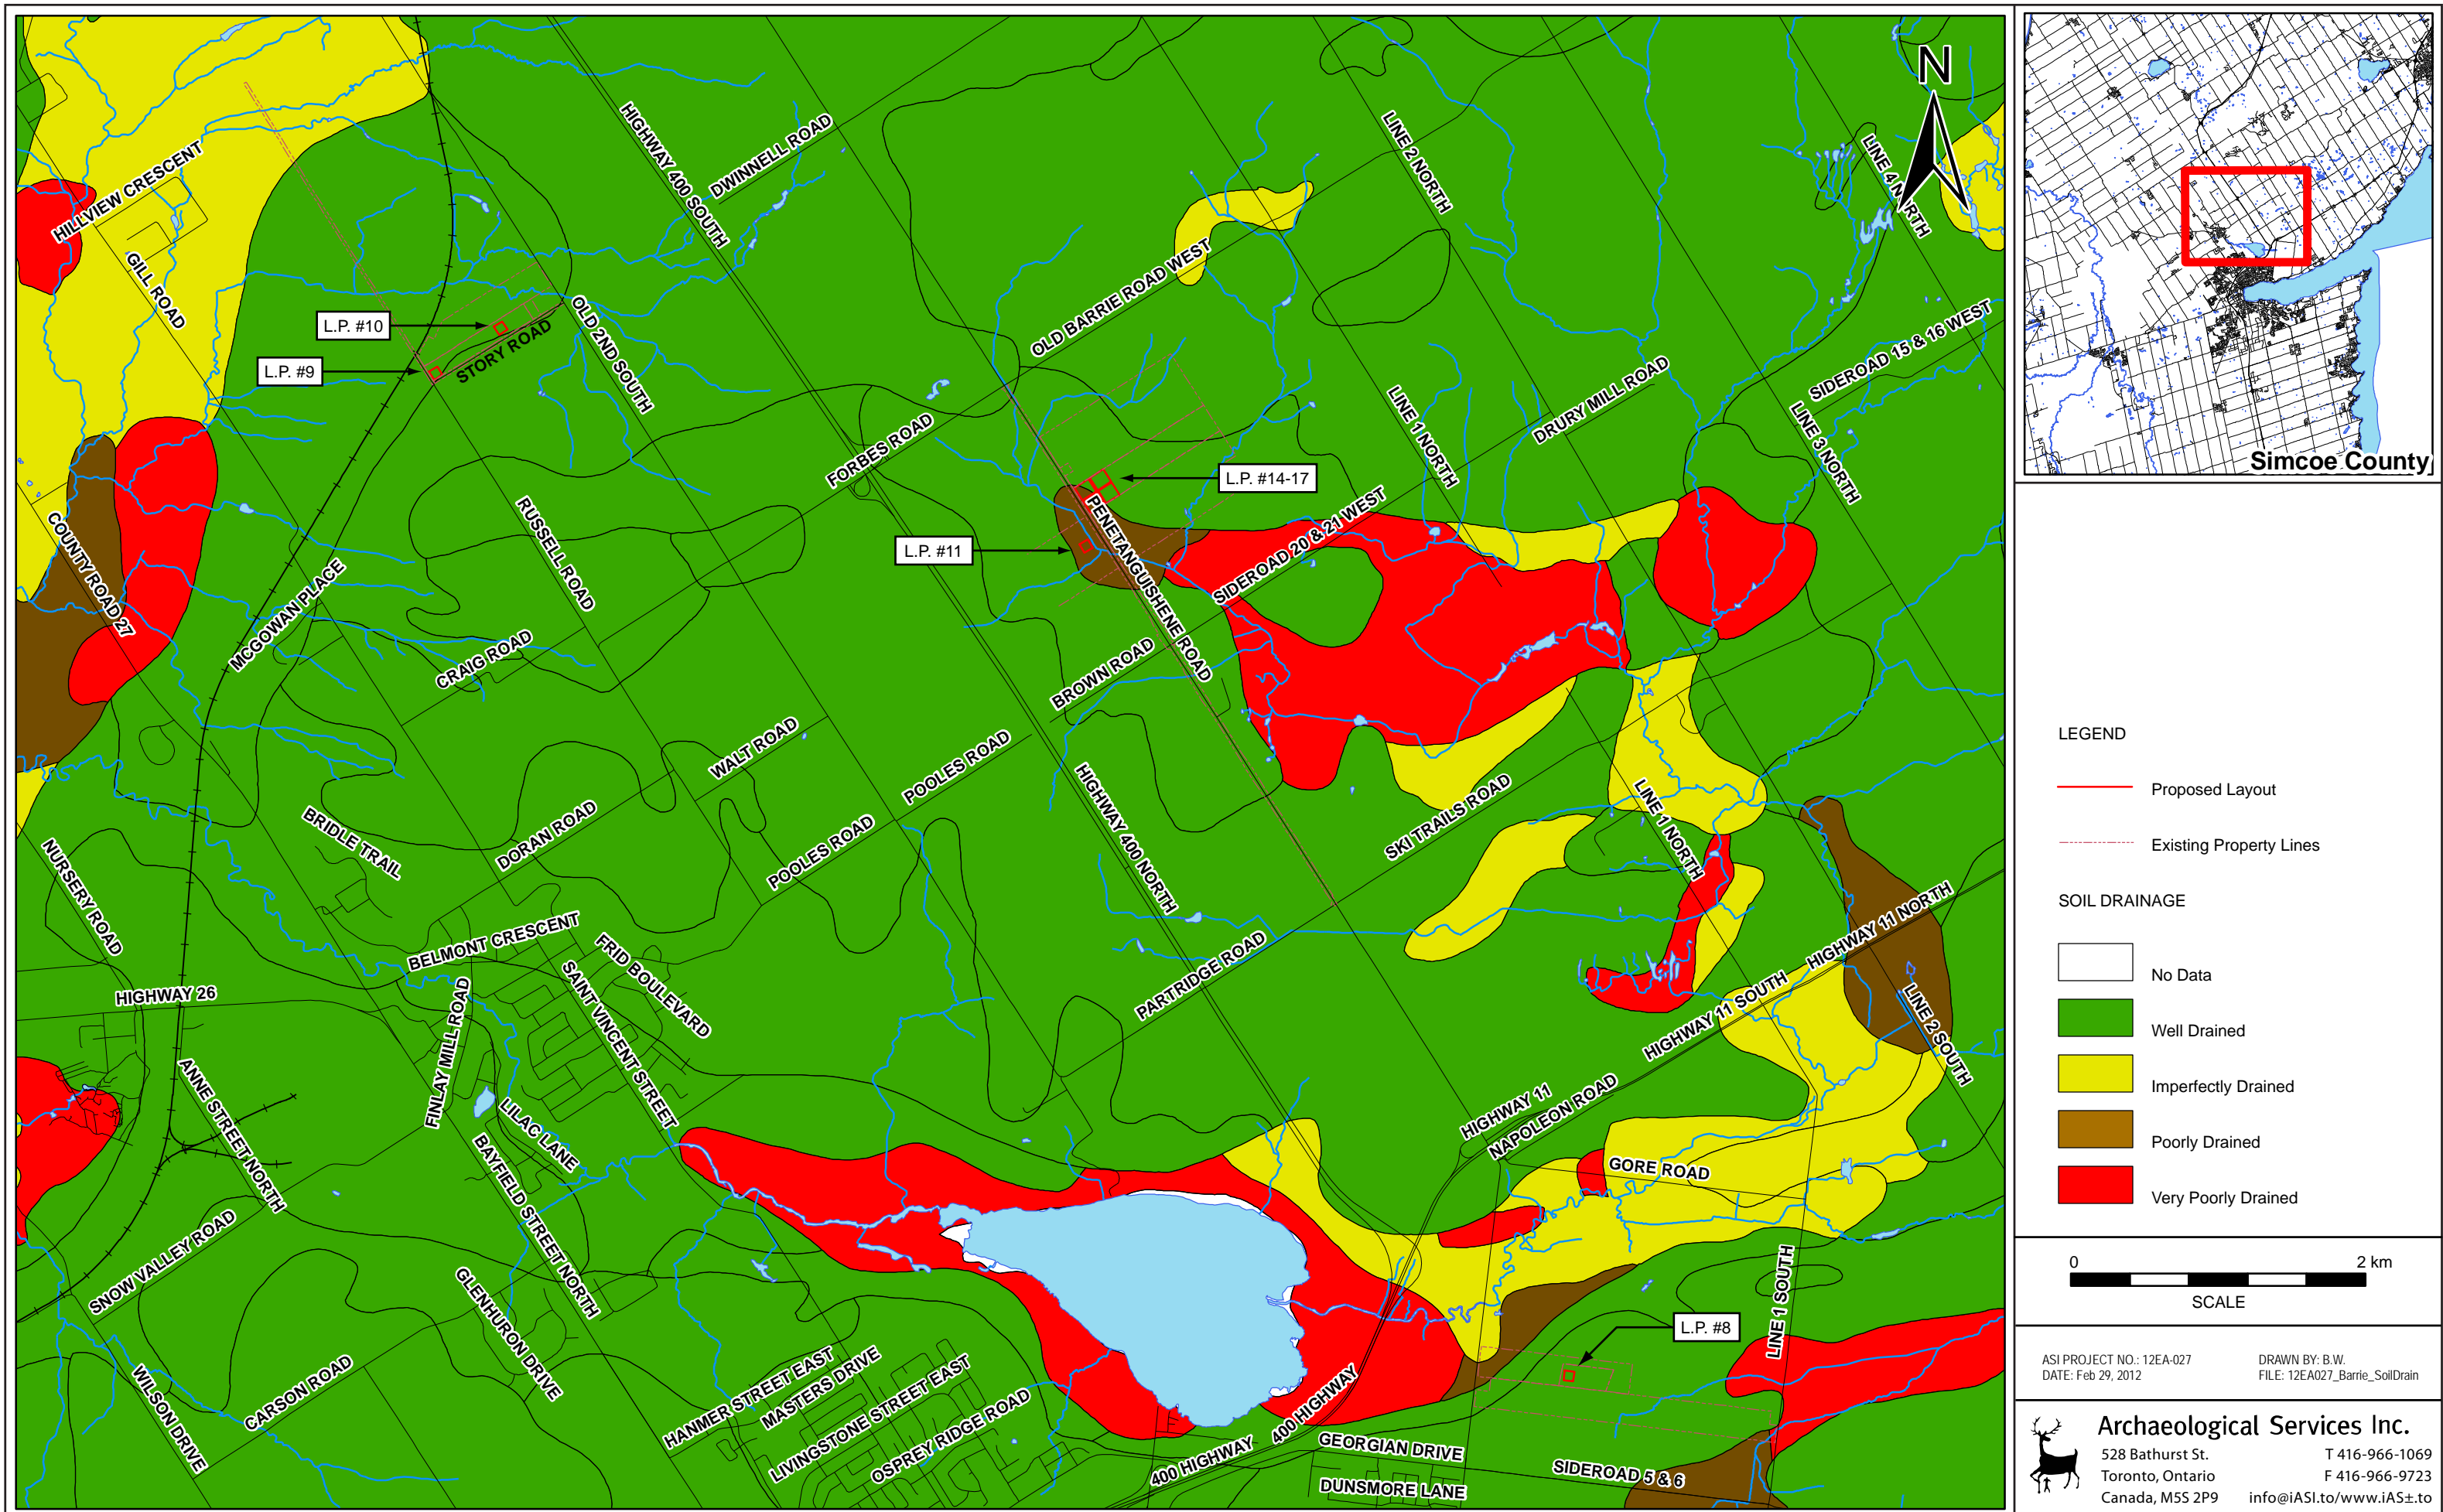 N
HIGHWAY 400 SOUTH
DWINNELL ROAD
LINE 2 NORTH
LINE 4 NORTH
HILLVIEW CRESCENT
GILL ROAD
L.P. #10
L.P. #9
STORY ROAD
OLD 2ND SOUTH
OLD BARRIE ROAD WEST
SIDEROAD 15 & 16 WEST
DRURY MILL ROAD
LINE 1 NORTH
LINE 3 NORTH
FORBES ROAD
L.P. #14-17
L.P. #11
PENETANGUISHENE ROAD
SIDEROAD 20 & 21 WEST
COUNTY ROAD 27
RUSSELL ROAD
MCGOWAN PLACE
CRAIG ROAD
BROWN ROAD
WALT ROAD
POOLES ROAD
HIGHWAY 400 NORTH
SKI TRAILS ROAD
LINE 1 NORTH
BRIDLE TRAIL
DORAN ROAD
POOLES ROAD
NURSERY ROAD
BELMONT CRESCENT
FRID BOULEVARD
SAINT VINCENT STREET
PARTRIDGE ROAD
HIGHWAY 11 NORTH
HIGHWAY 11 SOUTH
LINE 2 SOUTH
HIGHWAY 26
FINLAY MILL ROAD
ANNE STREET NORTH
LILAC LANE
BAYFIELD STREET NORTH
HIGHWAY 11
NAPOLEON ROAD
GORE ROAD
SNOW VALLEY ROAD
GLENHURON DRIVE
LINE 1 SOUTH
L.P. #8
WILSON DRIVE
CARSON ROAD
HANMER STREET EAST
MASTERS DRIVE
LIVINGSTONE STREET EAST
OSPREY RIDGE ROAD
400 HIGHWAY
400 HIGHWAY
GEORGIAN DRIVE
DUNSMORE LANE
SIDEROAD 5 & 6
Simcoe County
LEGEND
Proposed Layout
Existing Property Lines
SOIL DRAINAGE
No Data
Well Drained
Imperfectly Drained
Poorly Drained
Very Poorly Drained
0 2 km
SCALE
ASI PROJECT NO.: 12EA-027 DRAWN BY: B.W.
DATE: Feb 29, 2012 FILE: 12EA027_Barrie_SoilDrain
Archaeological Services Inc.
528 Bathurst St. T 416-966-1069
Toronto, Ontario F 416-966-9723
Canada, M5S 2P9 info@iASI.to/www.iAS±.to